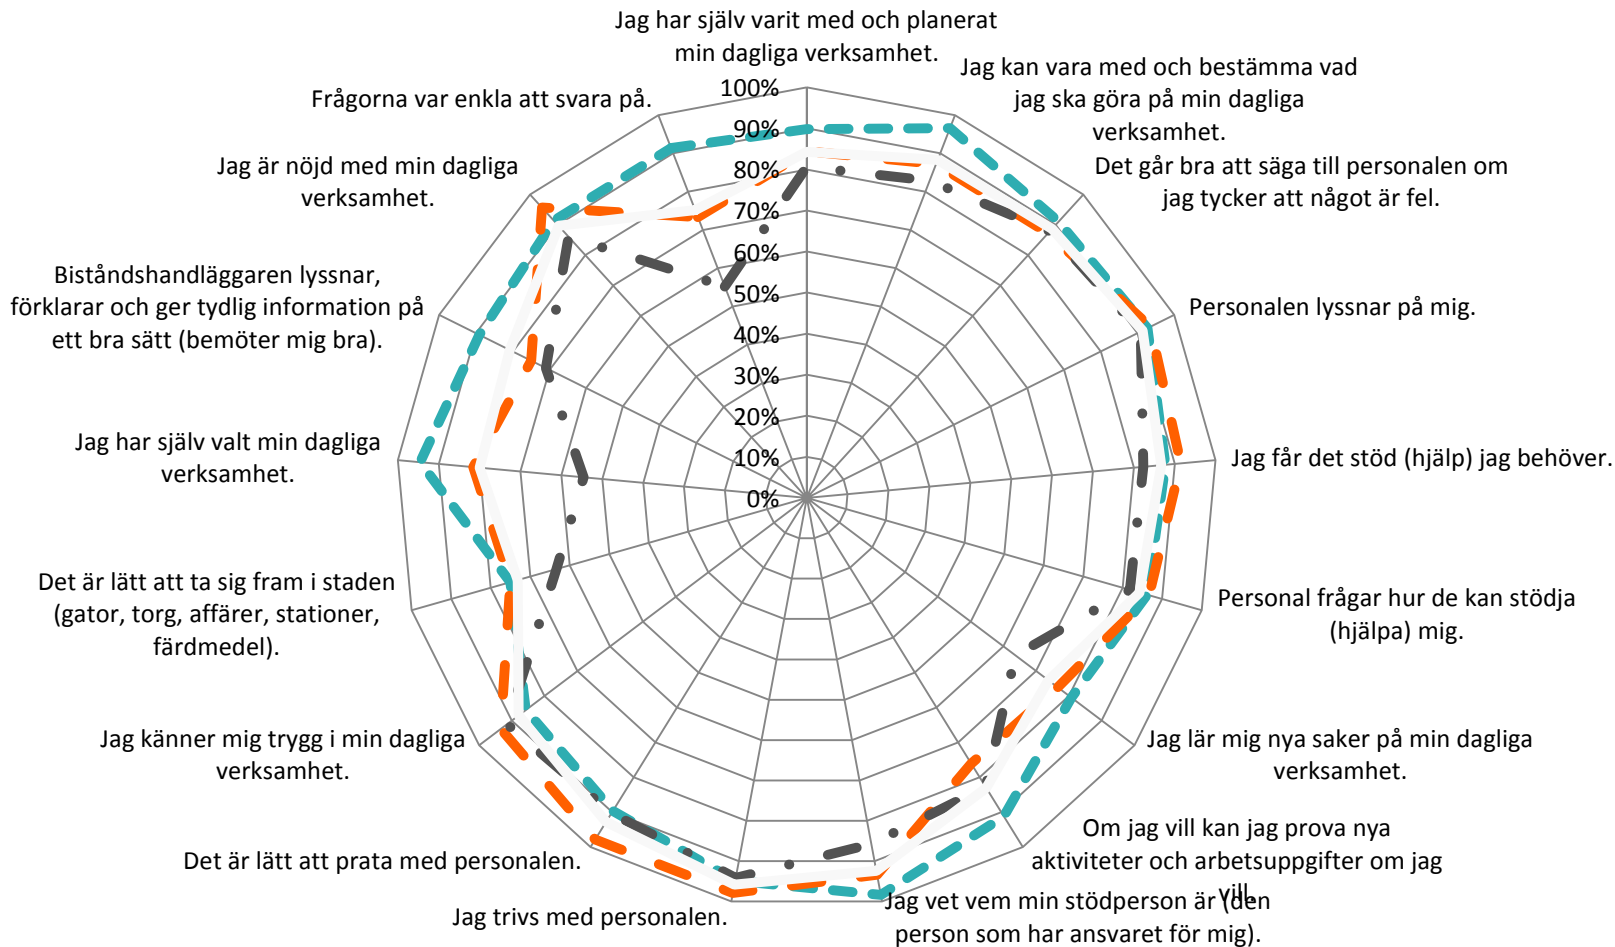 Jag har själv varit med och planerat
min dagliga verksamhet.
Jag kan vara med och bestämma vad
jag ska göra på min dagliga
verksamhet.
Det går bra att säga till personalen om
jag tycker att något är fel.
Personalen lyssnar på mig.
Jag får det stöd (hjälp) jag behöver.
Personal frågar hur de kan stödja
(hjälpa) mig.
Jag lär mig nya saker på min dagliga
verksamhet.
Om jag vill kan jag prova nya
aktiviteter och arbetsuppgifter om jag
vill.
Jag vet vem min stödperson är (den
person som har ansvaret för mig).
Jag trivs med personalen.
Det är lätt att prata med personalen.
Jag känner mig trygg i min dagliga
verksamhet.
Det är lätt att ta sig fram i staden
(gator, torg, affärer, stationer,
färdmedel).
Jag har själv valt min dagliga
verksamhet.
Biståndshandläggaren lyssnar,
förklarar och ger tydlig information på
ett bra sätt (bemöter mig bra).
Jag är nöjd med min dagliga
verksamhet.
Frågorna var enkla att svara på.
100%
90%
80%
70%
60%
50%
40%
30%
20%
10%
0%